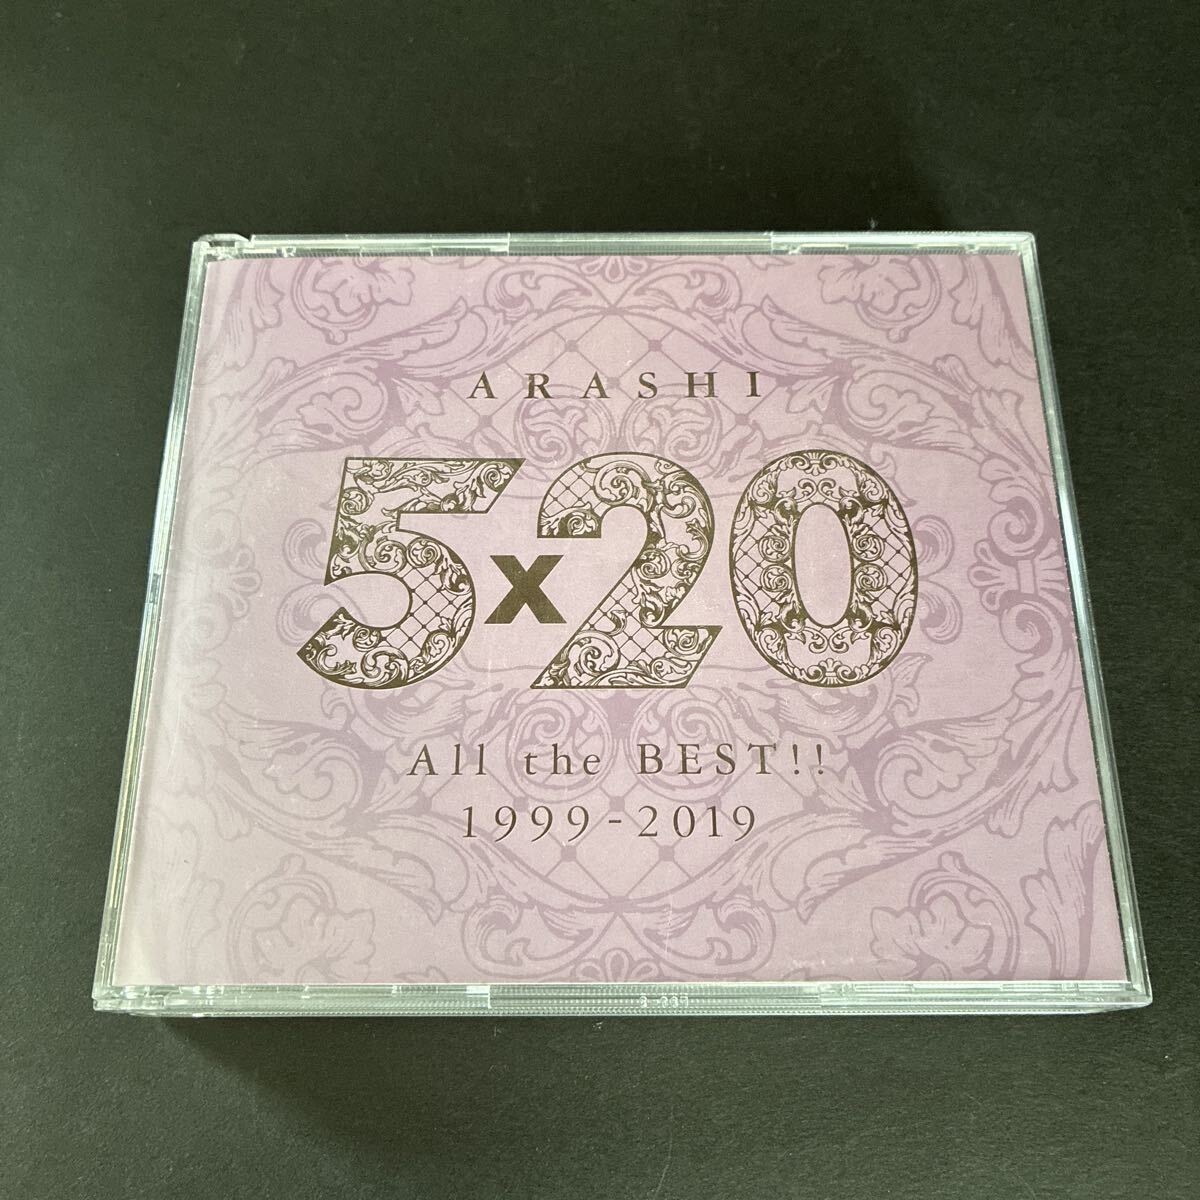 ARASHI
5x20
All the BEST!!
1999-2019